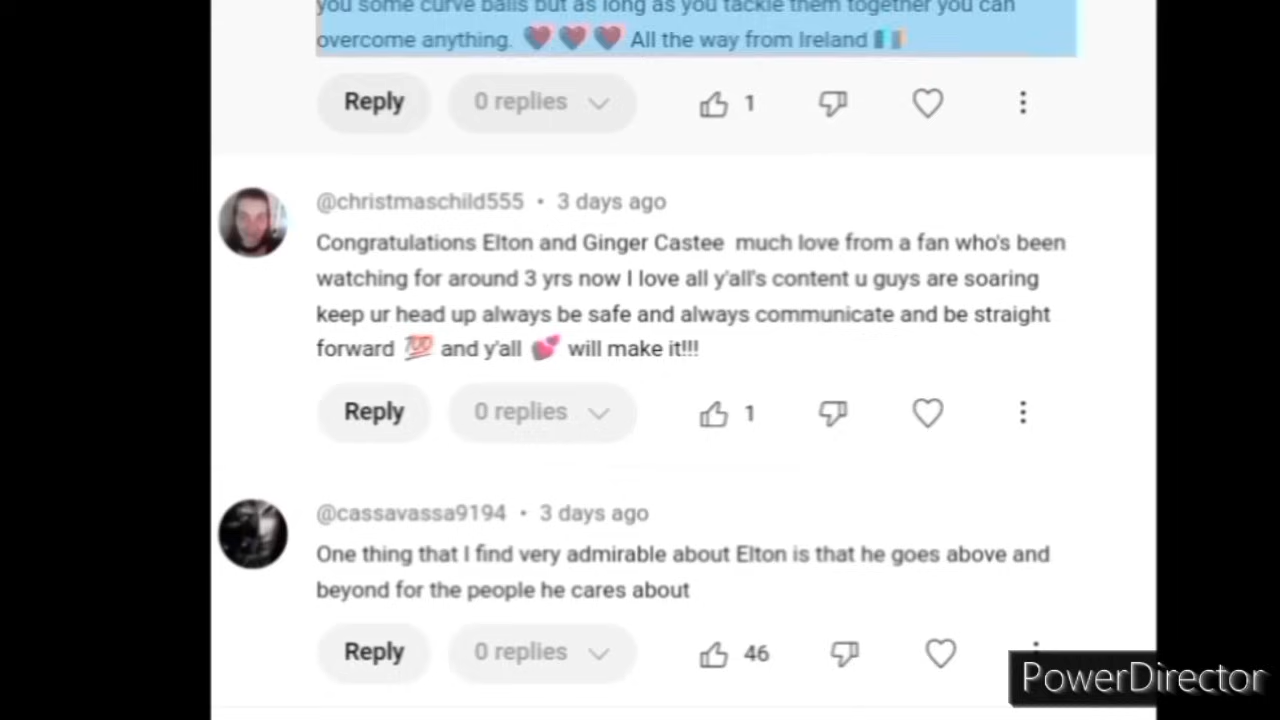 you some curve balls but as long as you tackle them together you can
overcome anything. ❤️ ❤️ ❤️ All the way from Ireland 🇮🇪
Reply 0 replies 1
@christmaschild555 • 3 days ago
Congratulations Elton and Ginger Castee much love from a fan who's been
watching for around 3 yrs now I love all y'all's content u guys are soaring
keep ur head up always be safe and always communicate and be straight
forward 💯 and y'all 💕 will make it!!!
Reply 0 replies 1
@cassavassa9194 • 3 days ago
One thing that I find very admirable about Elton is that he goes above and
beyond for the people he cares about
Reply 0 replies 46
PowerDirector